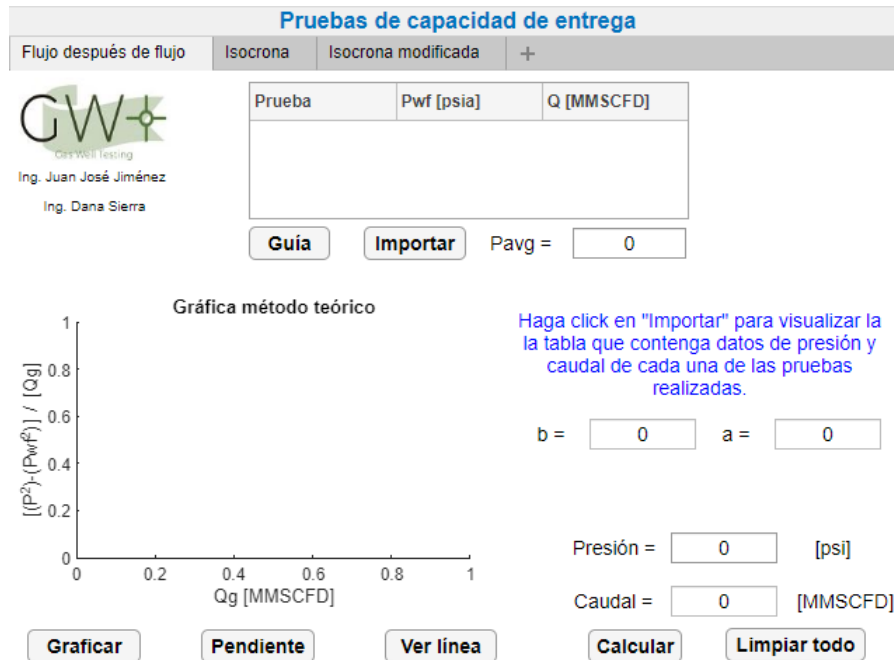 Pruebas de capacidad de entrega
Flujo después de flujo Isocrona Isocrona modificada +
GW
Gas Well Testing
Ing. Juan José Jiménez
Ing. Dana Sierra
Prueba Pwf [psia] Q [MMSCFD]
Guía Importar Pavg = 0
Gráfica método teórico
[(P^2)-(Pwf^2)] / [Qg]
1
0.8
0.6
0.4
0.2
0
0 0.2 0.4 0.6 0.8 1
Qg [MMSCFD]
Haga click en "Importar" para visualizar la
la tabla que contenga datos de presión y
caudal de cada una de las pruebas
realizadas.
b = 0 a = 0
Presión = 0 [psi]
Caudal = 0 [MMSCFD]
Graficar Pendiente Ver línea Calcular Limpiar todo